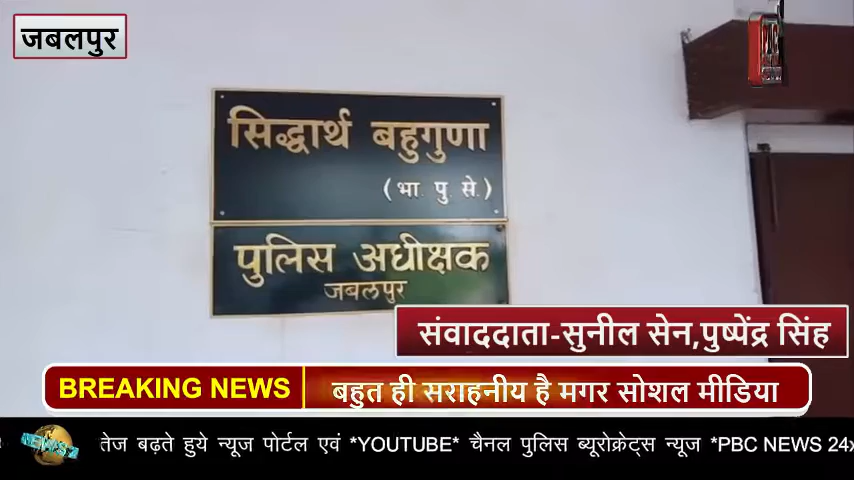 जबलपुर
सिद्धार्थ बहुगुणा
(भा. पु. से.)
पुलिस अधीक्षक
जबलपुर
संवाददाता-सुनील सेन,पुष्पेंद्र सिंह
BREAKING NEWS
बहुत ही सराहनीय है मगर सोशल मीडिया
तेज बढ़ते हुये न्यूज पोर्टल एवं *YOUTUBE* चैनल पुलिस ब्यूरोक्रेट्स न्यूज *PBC NEWS 24x